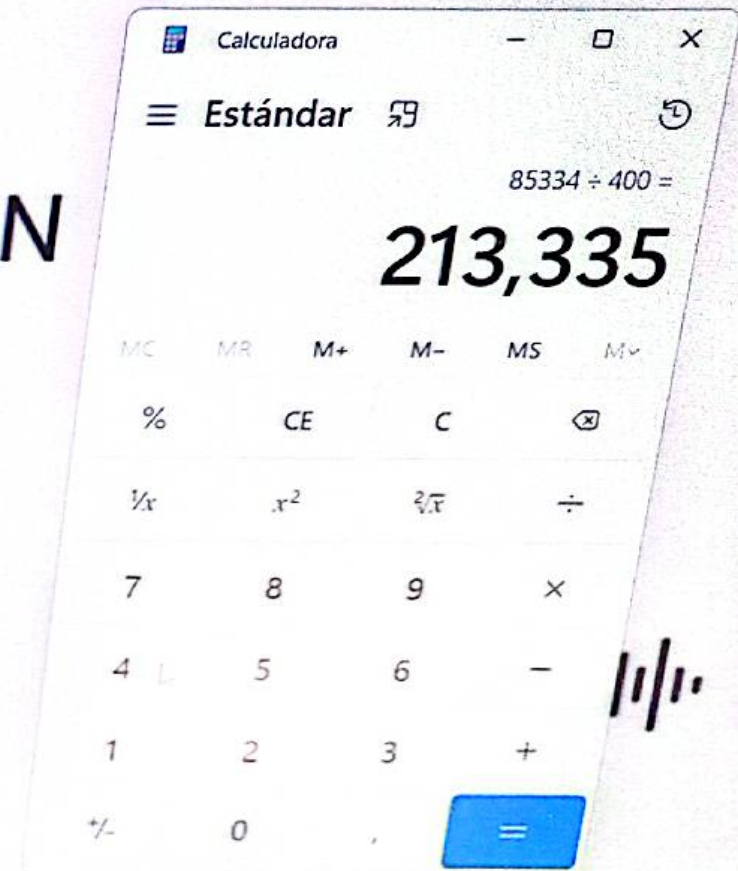 Calculadora
Estándar
85334 ÷ 400 =
N
213,335
MC MR M+ M– MS M
% CE C
¹/x x² ²√x ÷
7 8 9 ×
4 5 6 −
1 2 3 +
+/- 0 , =